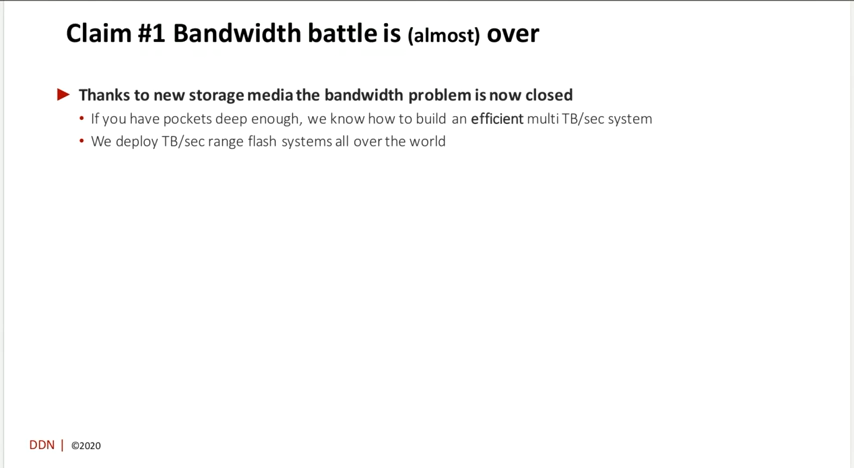 Claim #1 Bandwidth battle is (almost) over
► Thanks to new storage media the bandwidth problem is now closed
• If you have pockets deep enough, we know how to build an efficient multi TB/sec system
• We deploy TB/sec range flash systems all over the world
DDN | ©2020